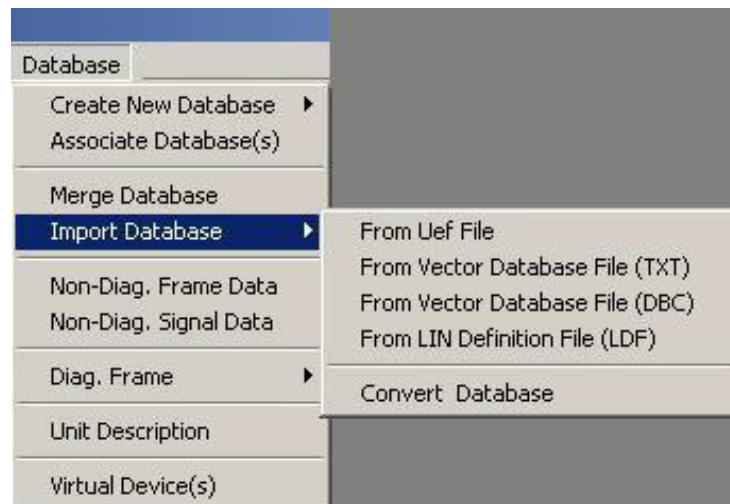 Database
Create New Database
Associate Database(s)
Merge Database
Import Database
From Uef File
From Vector Database File (TXT)
From Vector Database File (DBC)
From LIN Definition File (LDF)
Convert Database
Non-Diag. Frame Data
Non-Diag. Signal Data
Diag. Frame
Unit Description
Virtual Device(s)